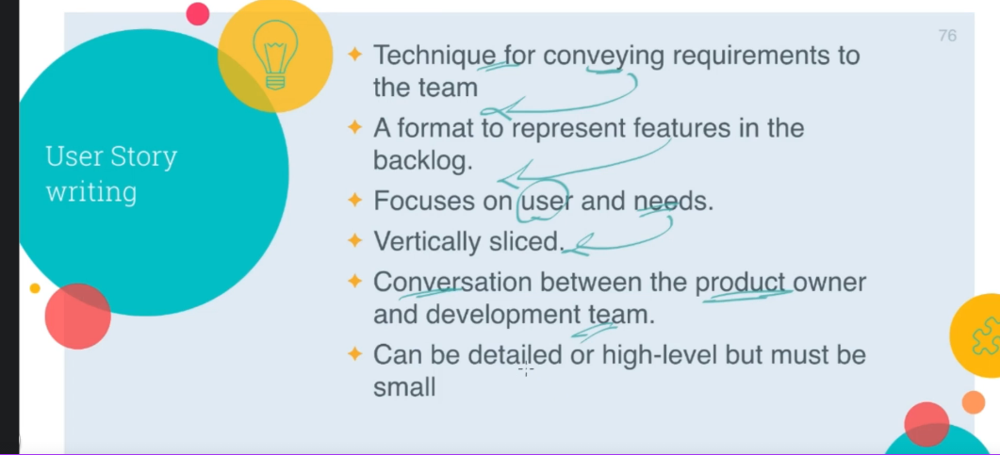 76
User Story
writing
Technique for conveying requirements to
the team
A format to represent features in the
backlog.
Focuses on user and needs.
Vertically sliced.
Conversation between the product owner
and development team.
Can be detailed or high-level but must be
small